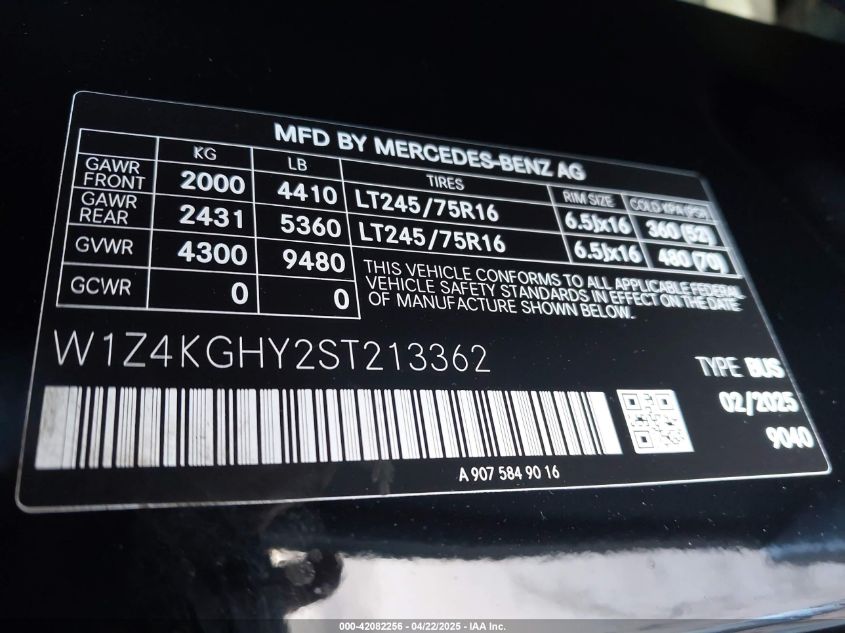 MFD BY MERCEDES-BENZ AG
KG LB TIRES RIM SIZE COLD KPA (PSI)
GAWR FRONT 2000 4410 LT245/75R16 6.5Jx16 360 (52)
GAWR REAR 2431 5360 LT245/75R16 6.5Jx16 480 (70)
GVWR 4300 9480
GCWR 0 0
THIS VEHICLE CONFORMS TO ALL APPLICABLE FEDERAL
VEHICLE SAFETY STANDARDS IN EFFECT ON THE DATE
OF MANUFACTURE SHOWN BELOW.
W1Z4KGHY2ST213362
TYPE BUS
02/2025
9040
A 907 584 90 16
000-42082256 - 04/22/2025 - IAA Inc.